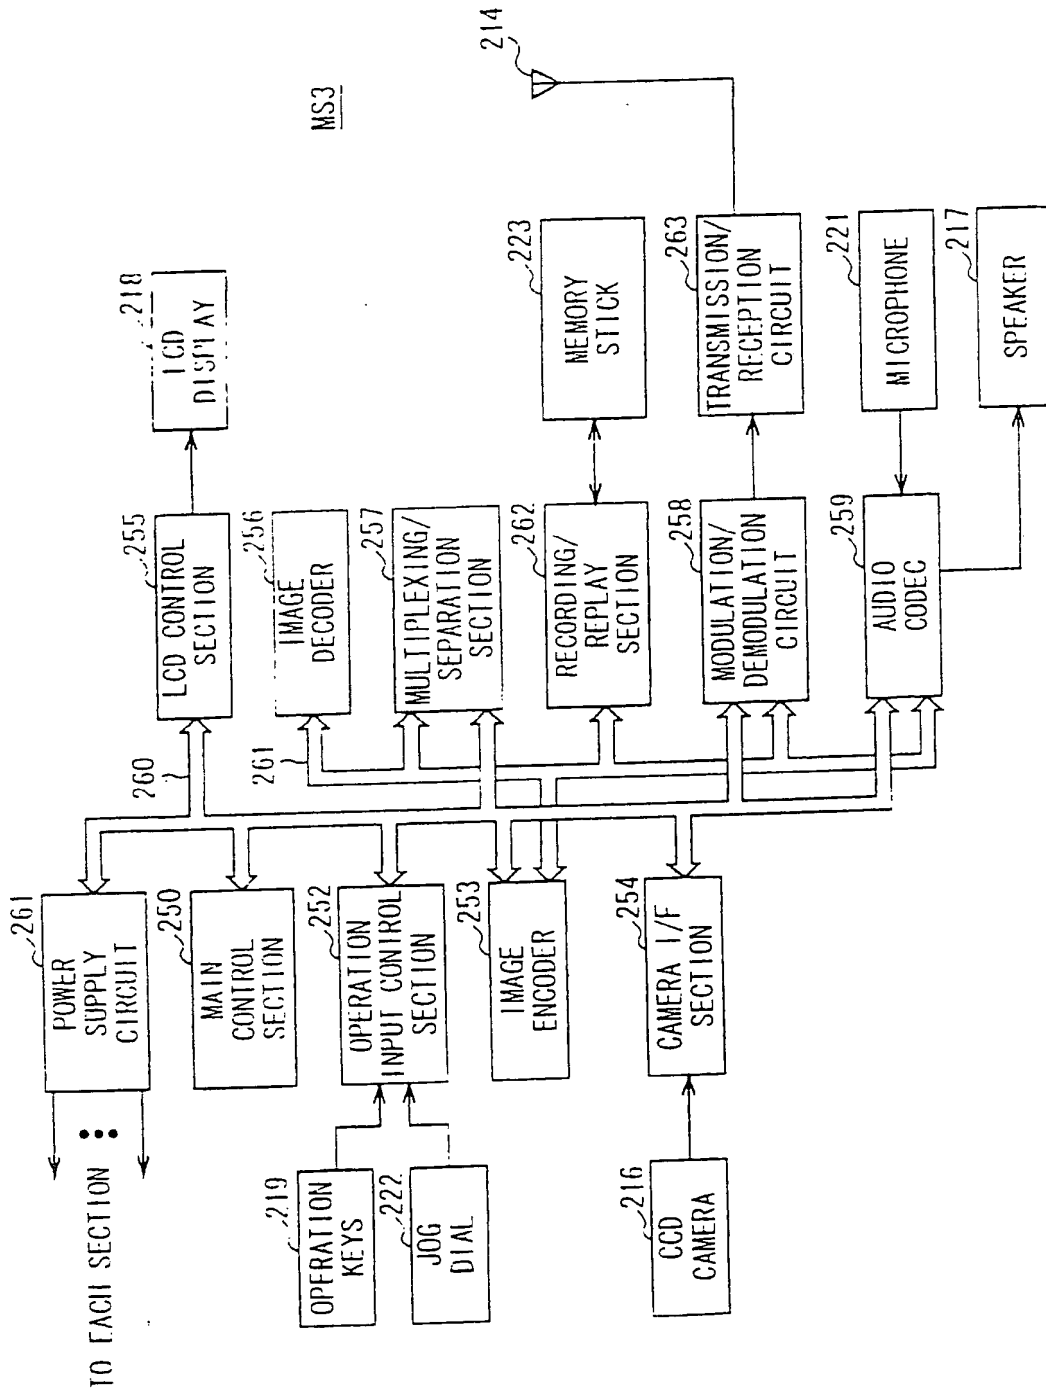 MS3
TO EACH SECTION
261
POWER
SUPPLY
CIRCUIT
250
MAIN
CONTROL
SECTION
219
OPERATION
KEYS
222
JOG
DIAL
252
OPERATION
INPUT CONTROL
SECTION
253
IMAGE
ENCODER
216
CCD
CAMERA
254
CAMERA I/F
SECTION
260
261
255
LCD CONTROL
SECTION
218
LCD
DISPLAY
256
IMAGE
DECODER
257
MULTIPLEXING/
SEPARATION
SECTION
262
RECORDING/
REPLAY
SECTION
223
MEMORY
STICK
258
MODULATION/
DEMODULATION
CIRCUIT
263
TRANSMISSION/
RECEPTION
CIRCUIT
214
259
AUDIO
CODEC
221
MICROPHONE
217
SPEAKER